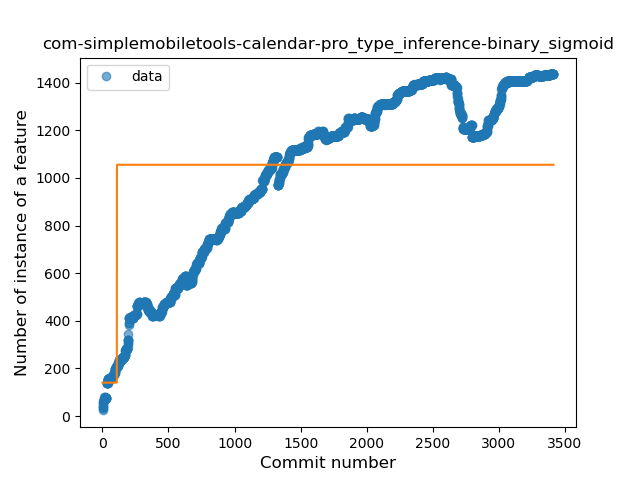 com-simplemobiletools-calendar-pro_type_inference-binary_sigmoid
data
Number of instance of a feature
1400
1200
1000
800
600
400
200
0
0 500 1000 1500 2000 2500 3000 3500
Commit number